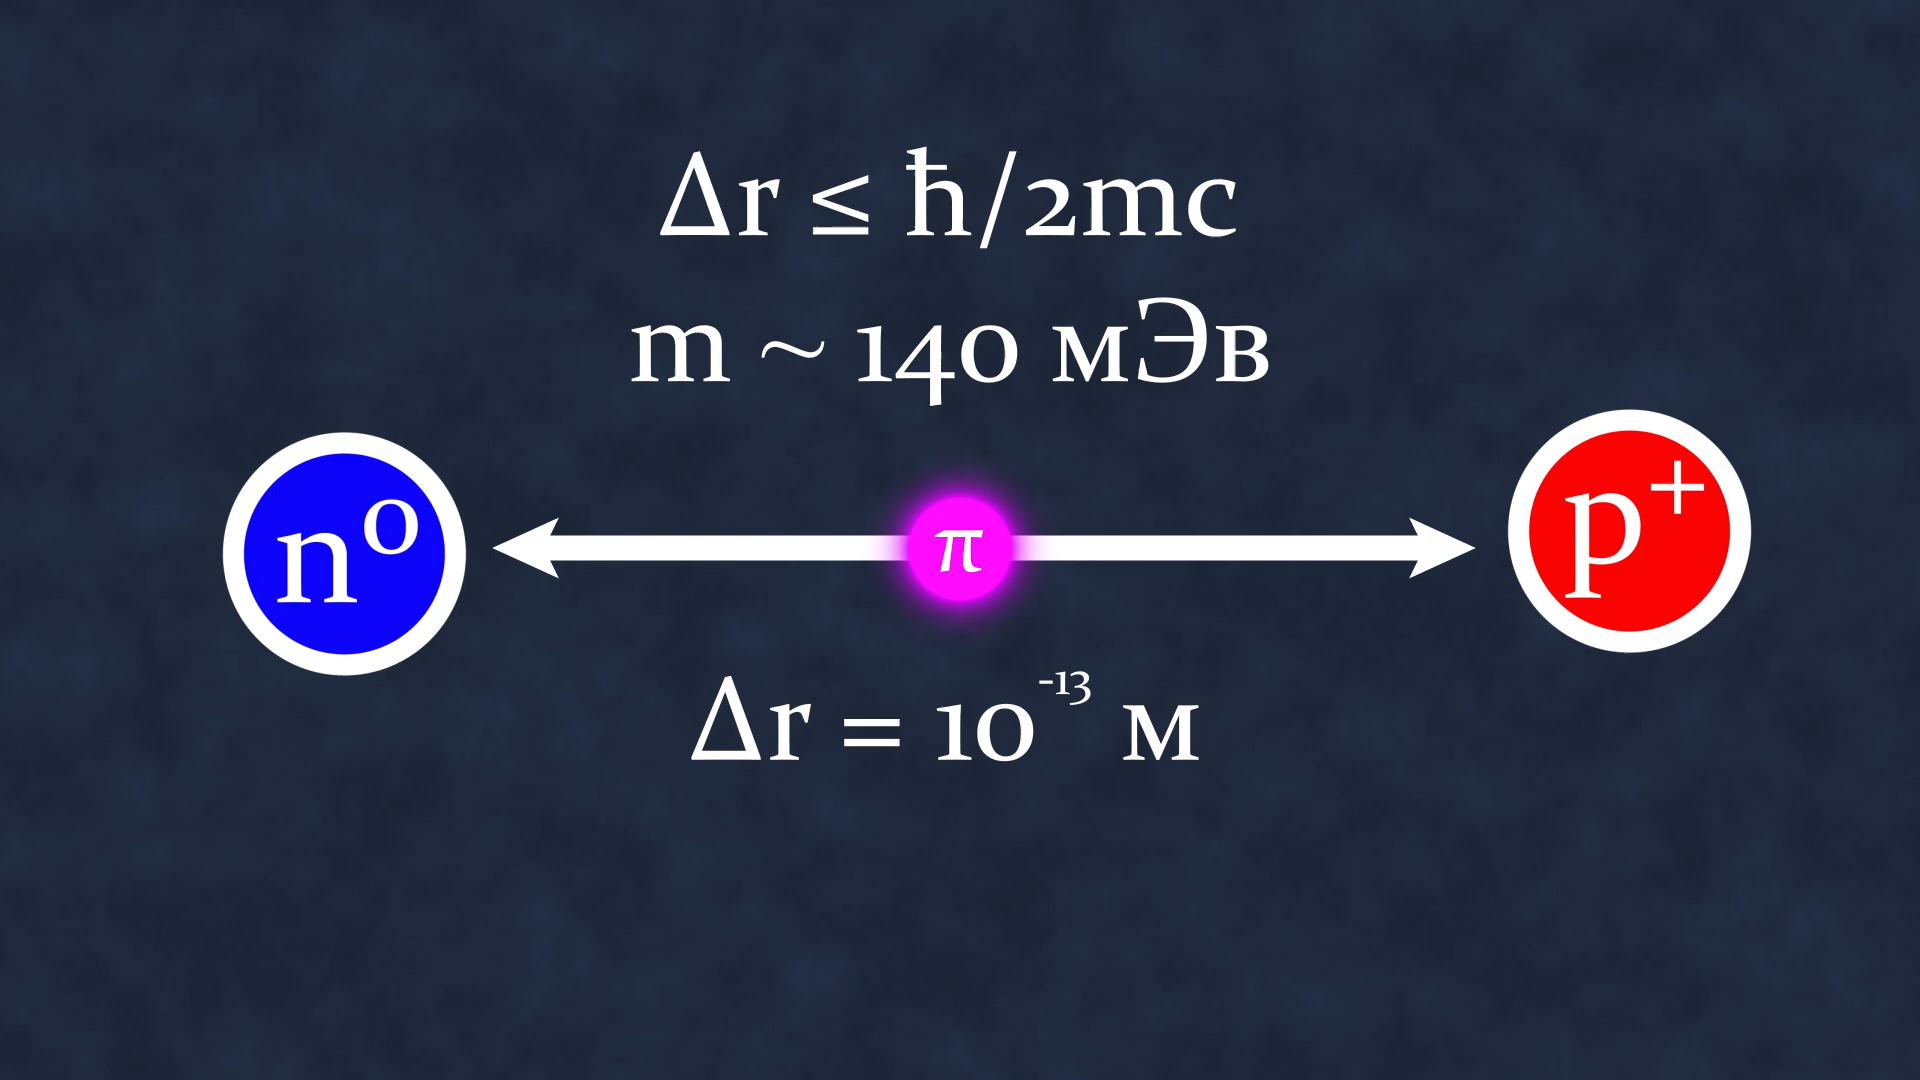 Δr ≤ ħ/2mc
m ~ 140 мЭв
n⁰
π
p⁺
Δr = 10⁻¹³ м